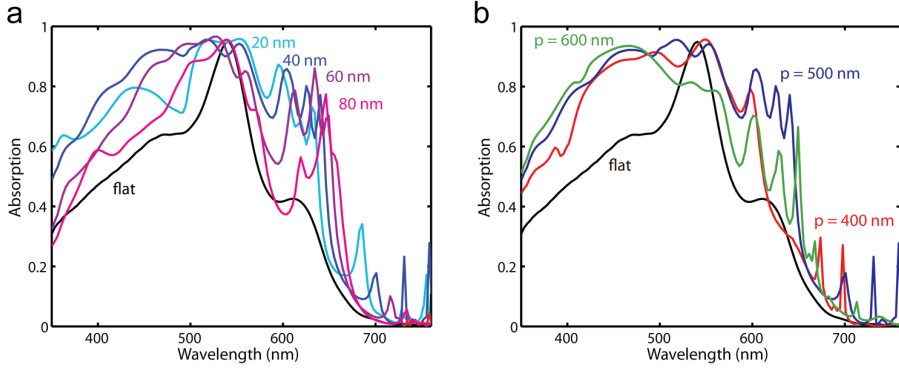 a
1
0.8
0.6
0.4
0.2
0
Absorption
400
500
600
700
Wavelength (nm)
20 nm
40 nm
60 nm
80 nm
flat
b
1
0.8
0.6
0.4
0.2
0
Absorption
400
500
600
700
Wavelength (nm)
p = 600 nm
p = 500 nm
flat
p = 400 nm